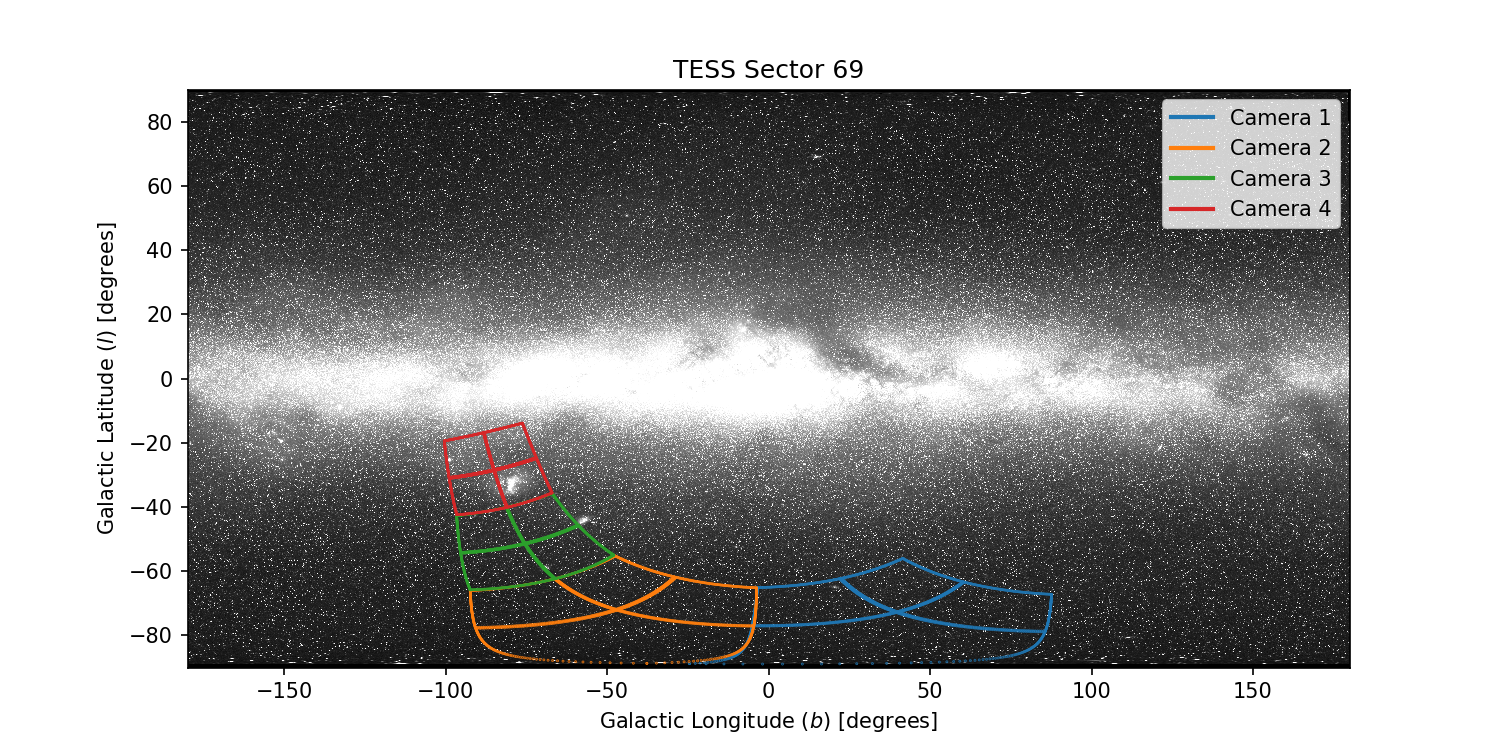 TESS Sector 69
Camera 1
Camera 2
Camera 3
Camera 4
80
60
40
20
0
−20
−40
−60
−80
Galactic Latitude (l) [degrees]
−150
−100
−50
0
50
100
150
Galactic Longitude (b) [degrees]